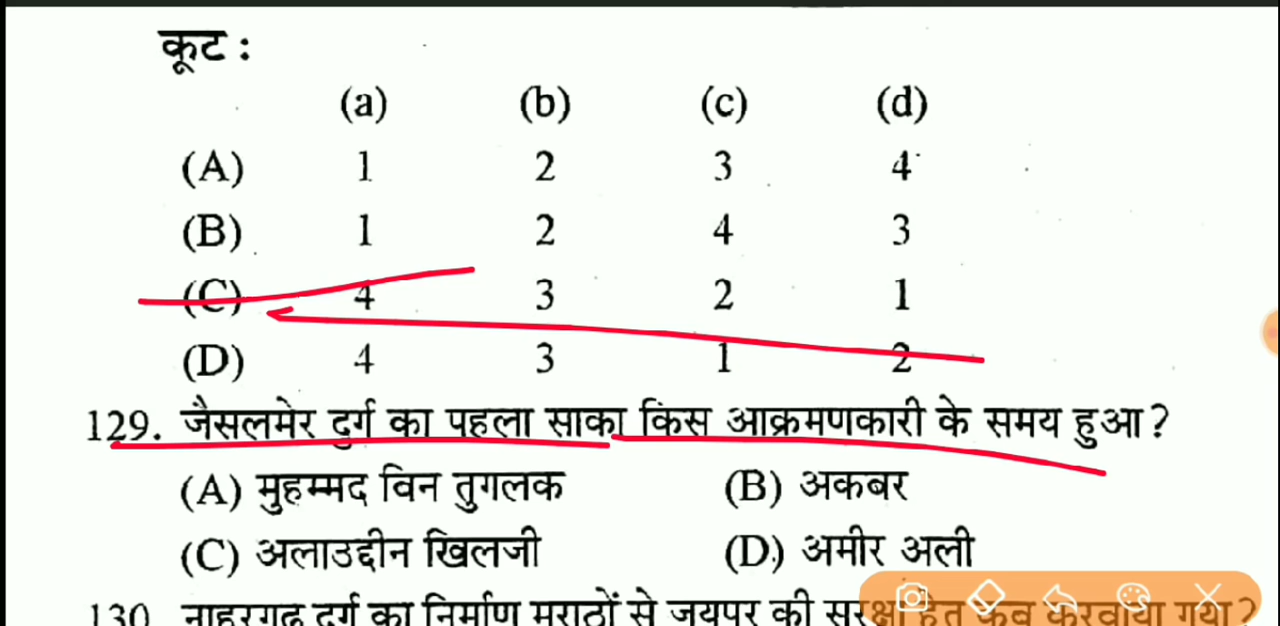 कूट :
(a) (b) (c) (d)
(A) 1 2 3 4
(B) 1 2 4 3
(C) 4 3 2 1
(D) 4 3 1 2
129. जैसलमेर दुर्ग का पहला साका किस आक्रमणकारी के समय हुआ ?
(A) मुहम्मद विन तुगलक (B) अकबर
(C) अलाउद्दीन खिलजी (D) अमीर अली
130 नाहरगढ़ दुर्ग का निर्माण मराठों से जयपुर की सुरक्षा हेतु कब करवाया गया ?